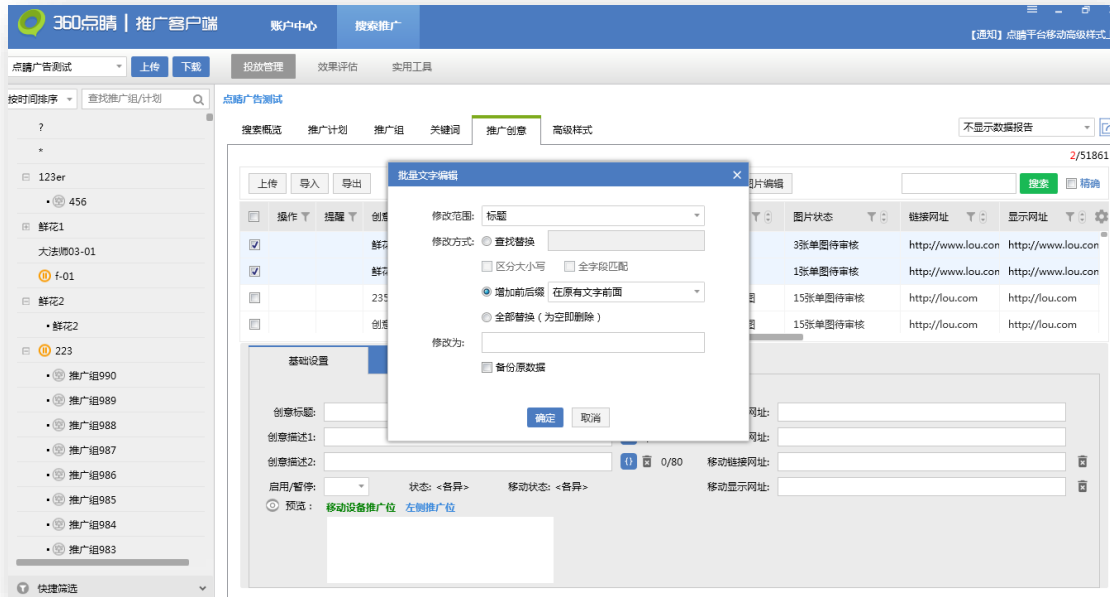 360点睛 | 推广客户端
账户中心
搜索推广
【通知】点睛平台移动高级样式_
点睛广告测试
上传
下载
投放管理
效果评估
实用工具
按时间排序
查找推广组/计划
?
*
123er
• 456
鲜花1
大法师03-01
f-01
鲜花2
• 鲜花2
223
• 推广组990
• 推广组989
• 推广组988
• 推广组987
• 推广组986
• 推广组985
• 推广组984
• 推广组983
快捷筛选
点睛广告测试
搜索概览
推广计划
推广组
关键词
推广创意
高级样式
不显示数据报告
2/51861
上传
导入
导出
图片编辑
搜索
精确
操作
提醒
创意
图片状态
链接网址
显示网址
鲜花
3张单图待审核
http://www.lou.con
http://www.lou.con
鲜花
1张单图待审核
http://www.lou.con
http://www.lou.con
235
图
15张单图待审核
http://lou.com
http://lou.com
创意
图
15张单图待审核
http://lou.com
http://lou.com
批量文字编辑
修改范围:
标题
修改方式:
查找替换
区分大小写
全字段匹配
增加前后缀
在原有文字前面
全部替换（为空即删除）
修改为:
备份原数据
确定
取消
基础设置
创意标题:
网址:
创意描述1:
网址:
创意描述2:
0/80
移动链接网址:
启用/暂停:
状态: <各异>
移动状态: <各异>
移动显示网址:
预览：
移动设备推广位
左侧推广位